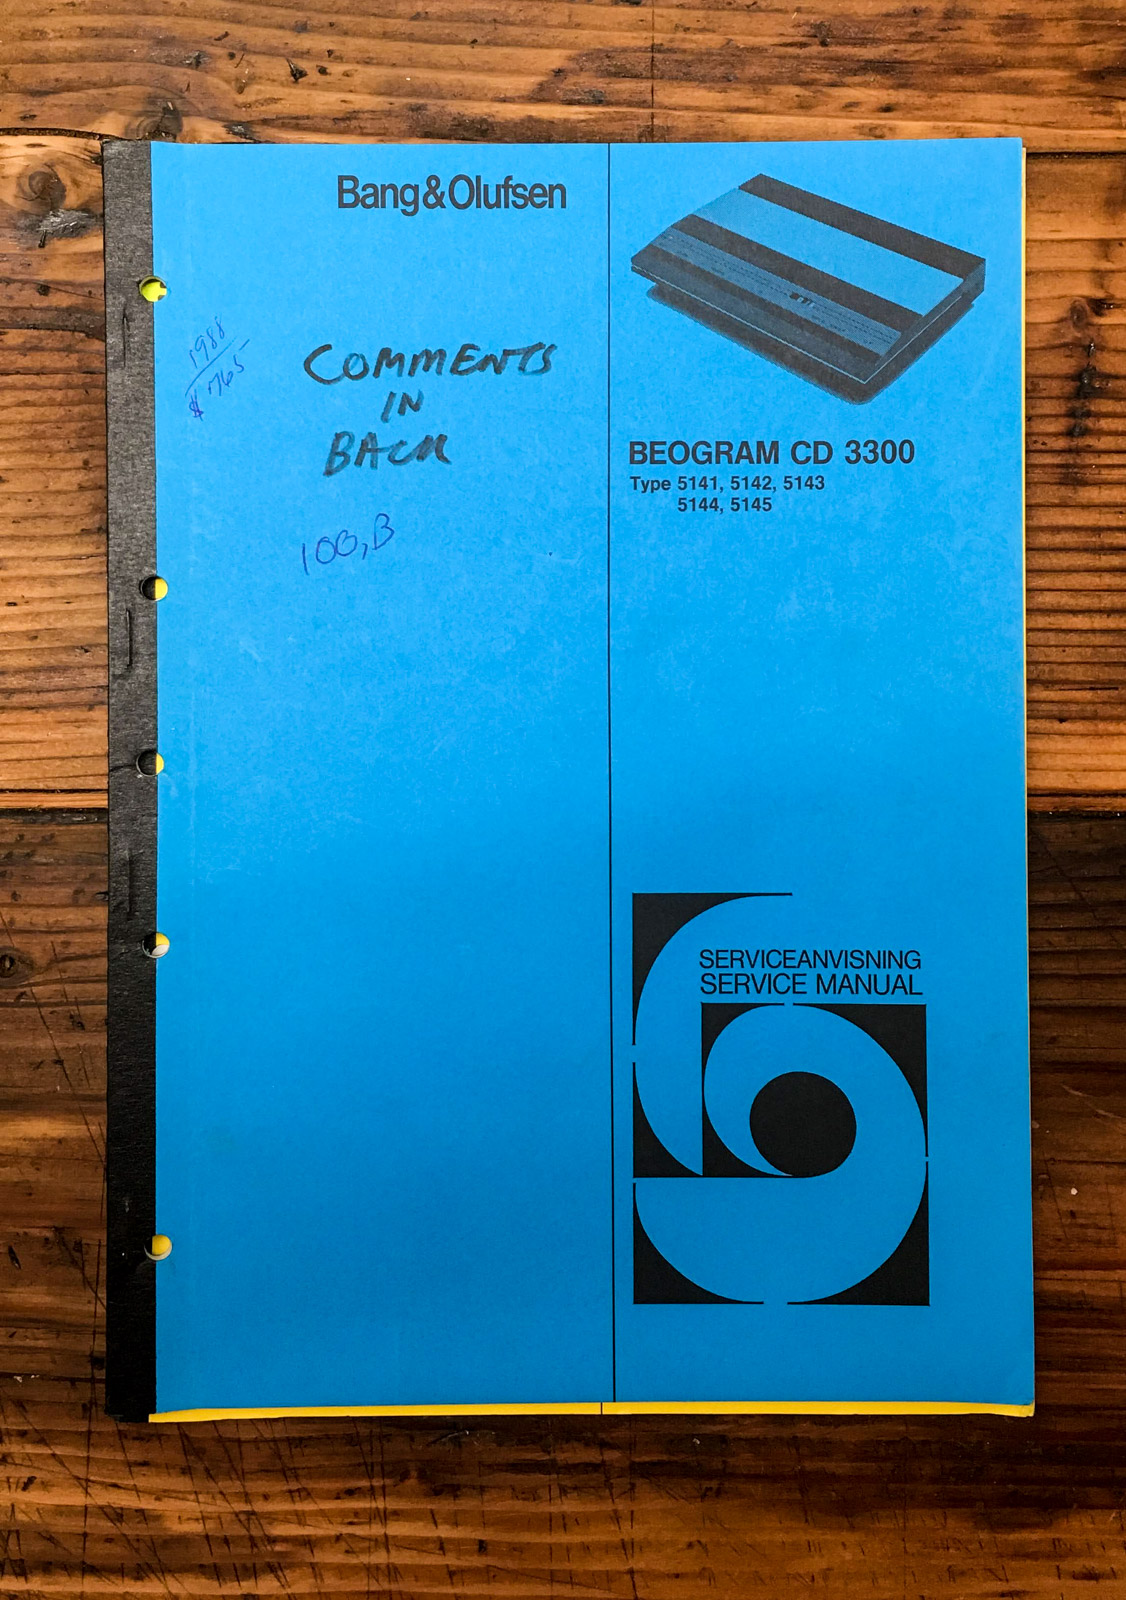 Bang&Olufsen
1988
$765
COMMENTS
IN
BACK
100,B
BEOGRAM CD 3300
Type 5141, 5142, 5143
5144, 5145
SERVICEANVISNING
SERVICE MANUAL